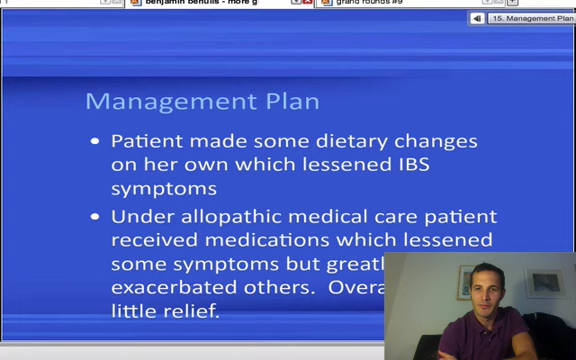 benjamin benulis - more g
grand rounds #9
15. Management Plan
Management Plan
• Patient made some dietary changes
on her own which lessened IBS
symptoms
• Under allopathic medical care patient
received medications which lessened
some symptoms but greatl
exacerbated others. Overa
little relief.